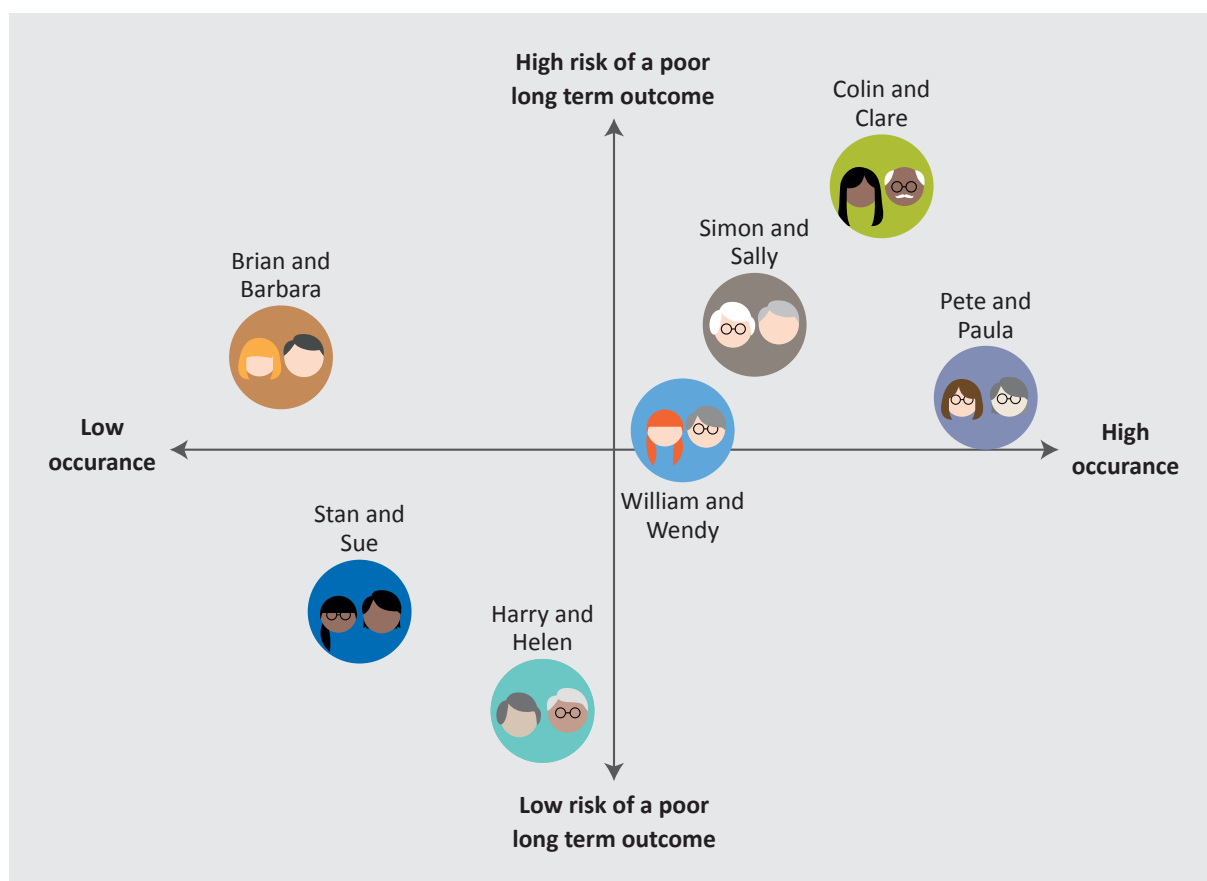 High risk of a poor
long term outcome
Colin and
Clare
Simon and
Sally
Brian and
Barbara
Pete and
Paula
Low
occurance
High
occurance
William and
Wendy
Stan and
Sue
Harry and
Helen
Low risk of a poor
long term outcome